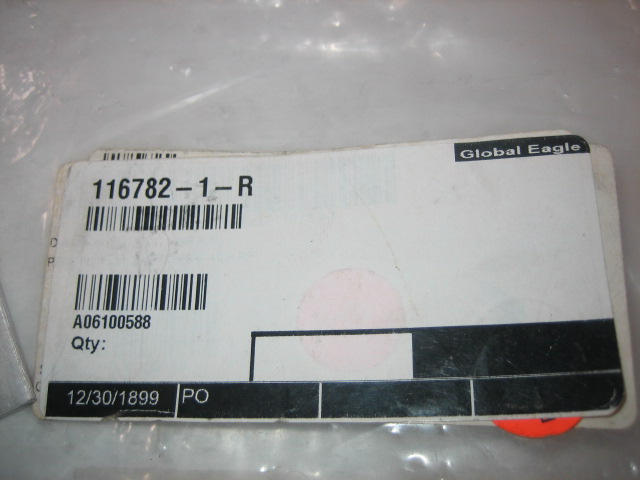 Global Eagle
116782-1-R
A06100588
Qty:
12/30/1899 PO